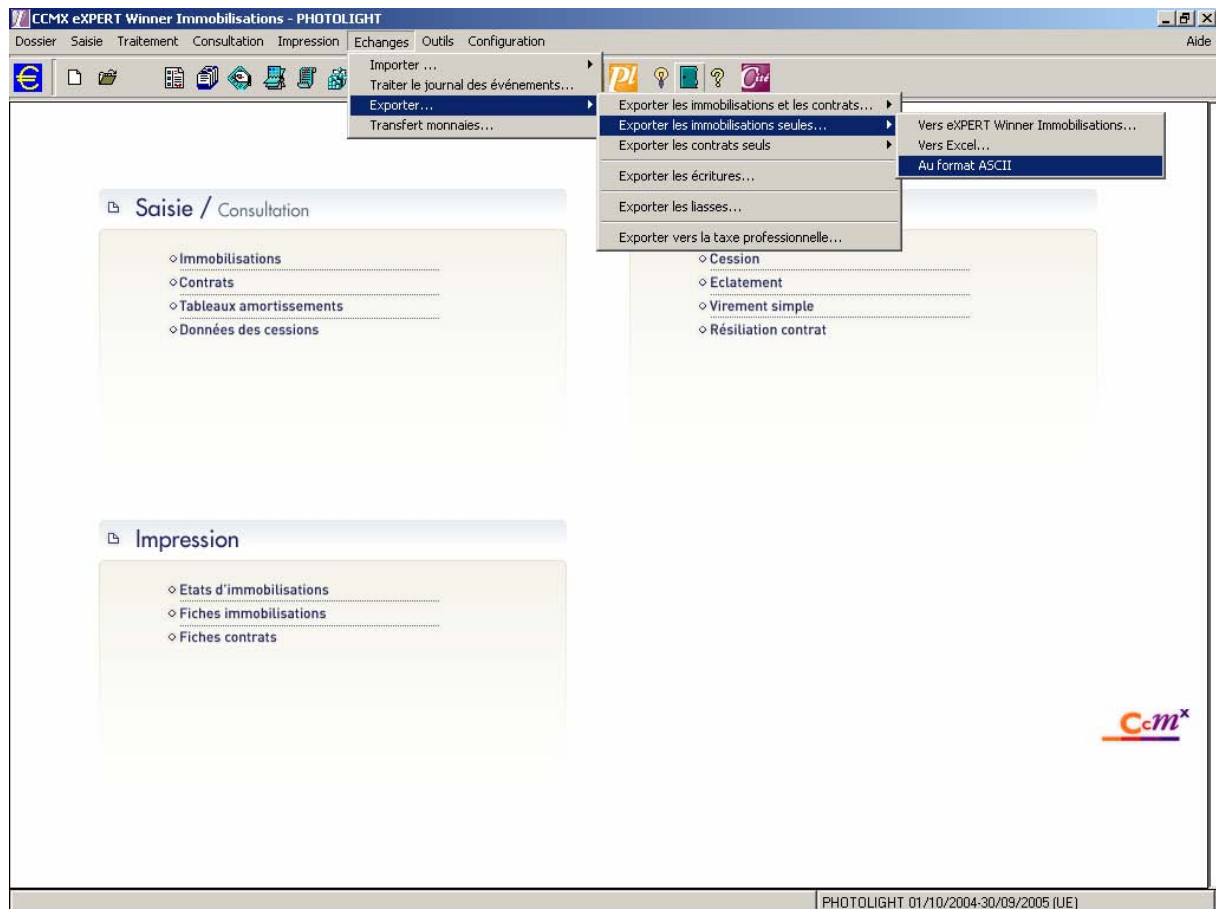 CCMX eXPERT Winner Immobilisations - PHOTOLIGHT
Dossier Saisie Traitement Consultation Impression Echanges Outils Configuration Aide
Importer ...
Traiter le journal des événements...
Exporter...
Transfert monnaies...
Exporter les immobilisations et les contrats...
Exporter les immobilisations seules...
Exporter les contrats seuls
Exporter les écritures...
Exporter les liasses...
Exporter vers la taxe professionnelle...
Vers eXPERT Winner Immobilisations...
Vers Excel...
Au format ASCII
Saisie / Consultation
Immobilisations
Contrats
Tableaux amortissements
Données des cessions
Cession
Eclatement
Virement simple
Résiliation contrat
Impression
Etats d'immobilisations
Fiches immobilisations
Fiches contrats
CcMx
PHOTOLIGHT 01/10/2004-30/09/2005 (UE)